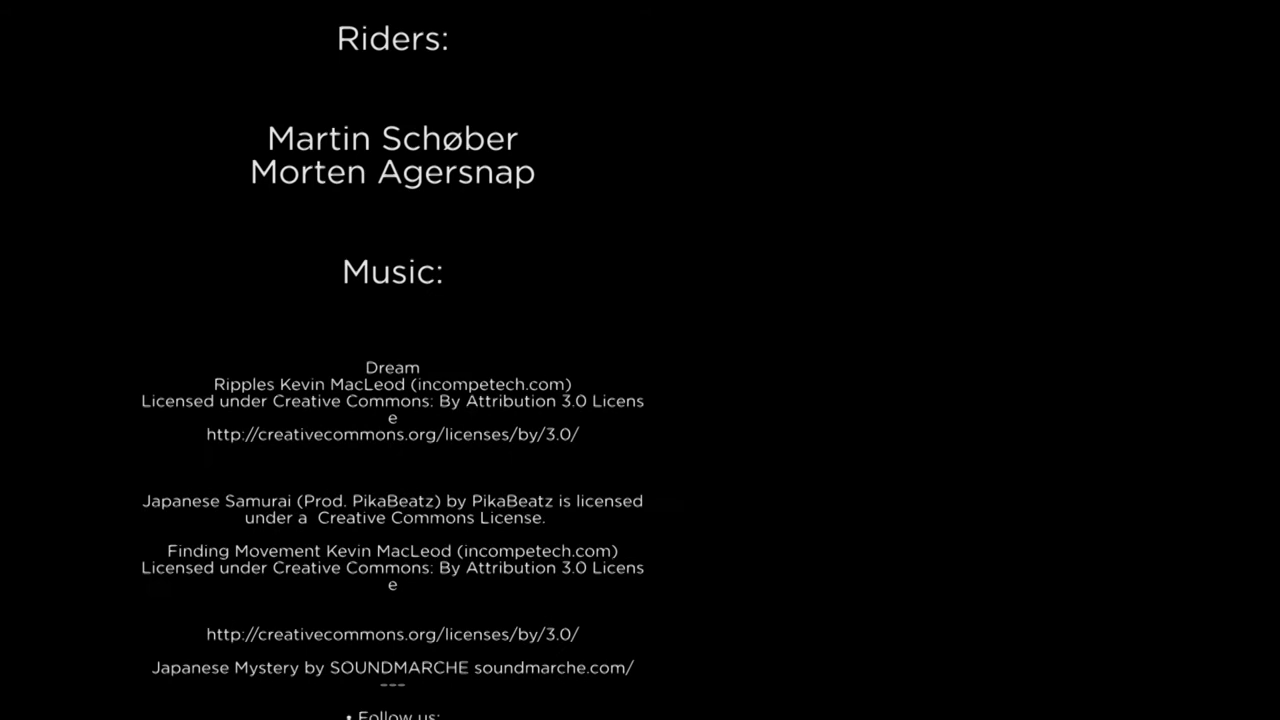 Riders:
Martin Schøber
Morten Agersnap
Music:
Dream
Ripples Kevin MacLeod (incompetech.com)
Licensed under Creative Commons: By Attribution 3.0 Licens
e
http://creativecommons.org/licenses/by/3.0/
Japanese Samurai (Prod. PikaBeatz) by PikaBeatz is licensed
under a  Creative Commons License.
Finding Movement Kevin MacLeod (incompetech.com)
Licensed under Creative Commons: By Attribution 3.0 Licens
e
http://creativecommons.org/licenses/by/3.0/
Japanese Mystery by SOUNDMARCHE soundmarche.com/
---
• Follow us: